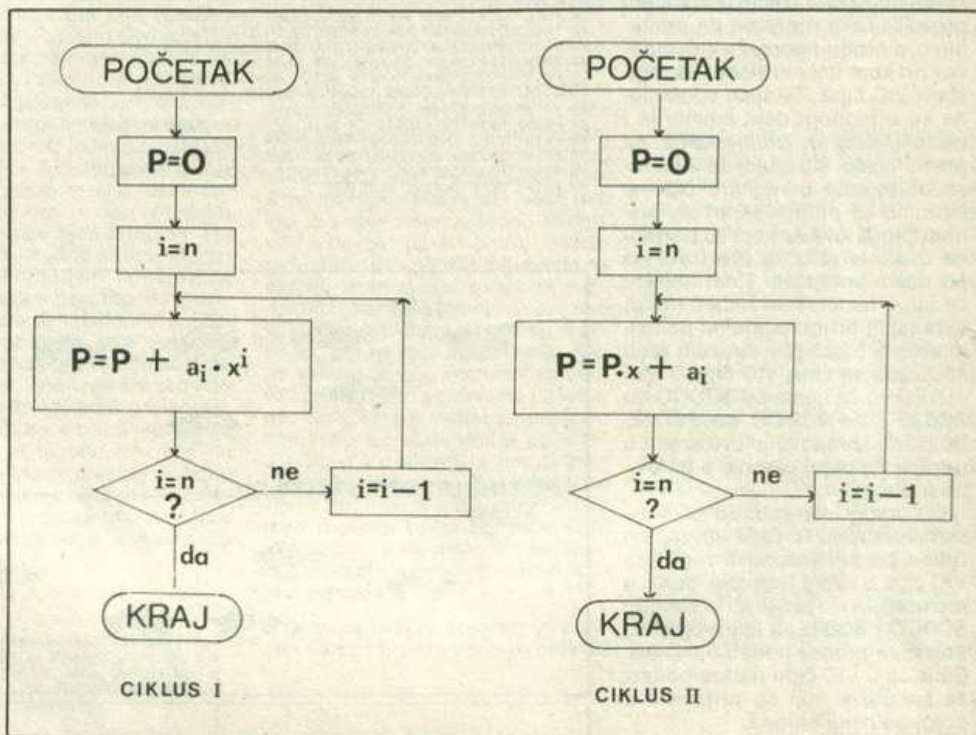 POČETAK
P=O
i=n
P=P + aᵢ · xⁱ
i=n
?
ne
i=i−1
da
KRAJ
CIKLUS I
POČETAK
P=O
i=n
P=P.x + aᵢ
i=n
?
ne
i=i−1
da
KRAJ
CIKLUS II